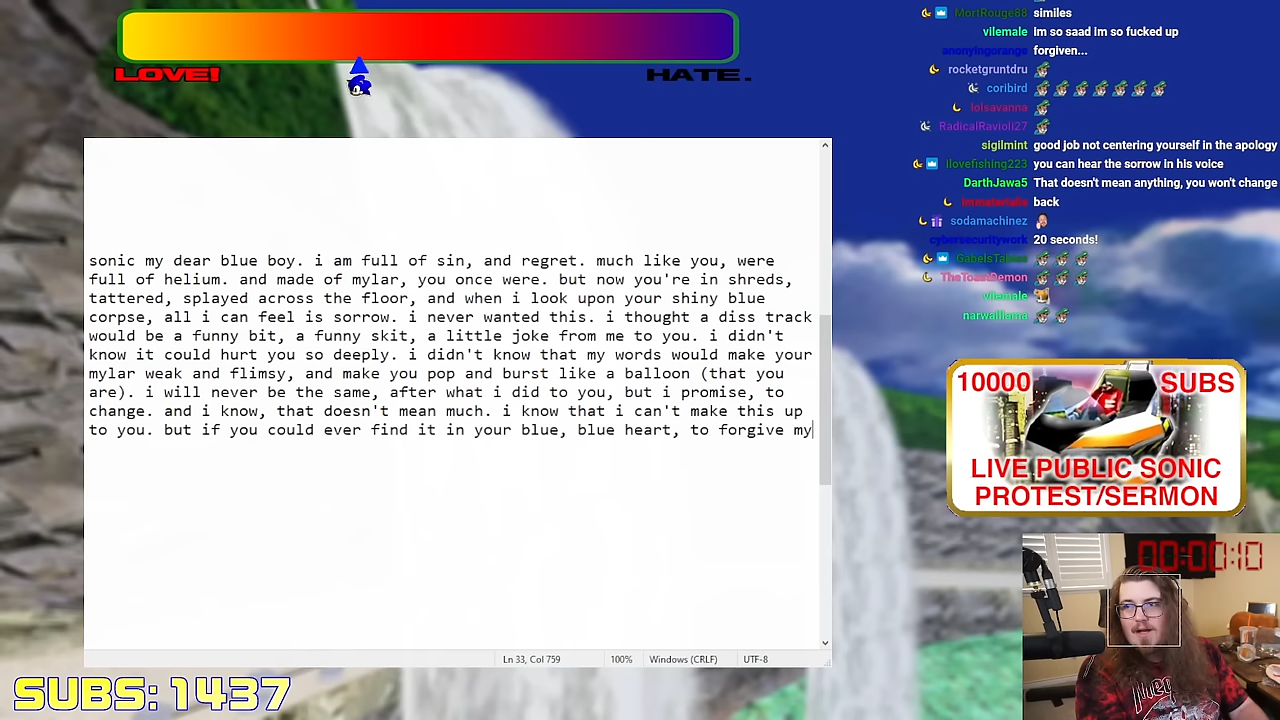 LOVE!
HATE.
sonic my dear blue boy. i am full of sin, and regret. much like you, were
full of helium. and made of mylar, you once were. but now you're in shreds,
tattered, splayed across the floor, and when i look upon your shiny blue
corpse, all i can feel is sorrow. i never wanted this. i thought a diss track
would be a funny bit, a funny skit, a little joke from me to you. i didn't
know it could hurt you so deeply. i didn't know that my words would make your
mylar weak and flimsy, and make you pop and burst like a balloon (that you
are). i will never be the same, after what i did to you, but i promise, to
change. and i know, that doesn't mean much. i know that i can't make this up
to you. but if you could ever find it in your blue, blue heart, to forgive my
Ln 33, Col 759
100%
Windows (CRLF)
UTF-8
SUBS: 1437
MortRouge88 similes
vilemale im so saad im so fucked up
anonyingorange forgiven...
rocketgruntdru
coribird
lolsavanna
RadicalRavioli27
sigilmint good job not centering yourself in the apology
ilovefishing223 you can hear the sorrow in his voice
DarthJawa5 That doesn't mean anything, you won't change
immaterialia back
sodamachinez
cybersecuritywork 20 seconds!
TheToastDemon
vilemale
narwalliama
10000 SUBS
LIVE PUBLIC SONIC
PROTEST/SERMON
00:00:10